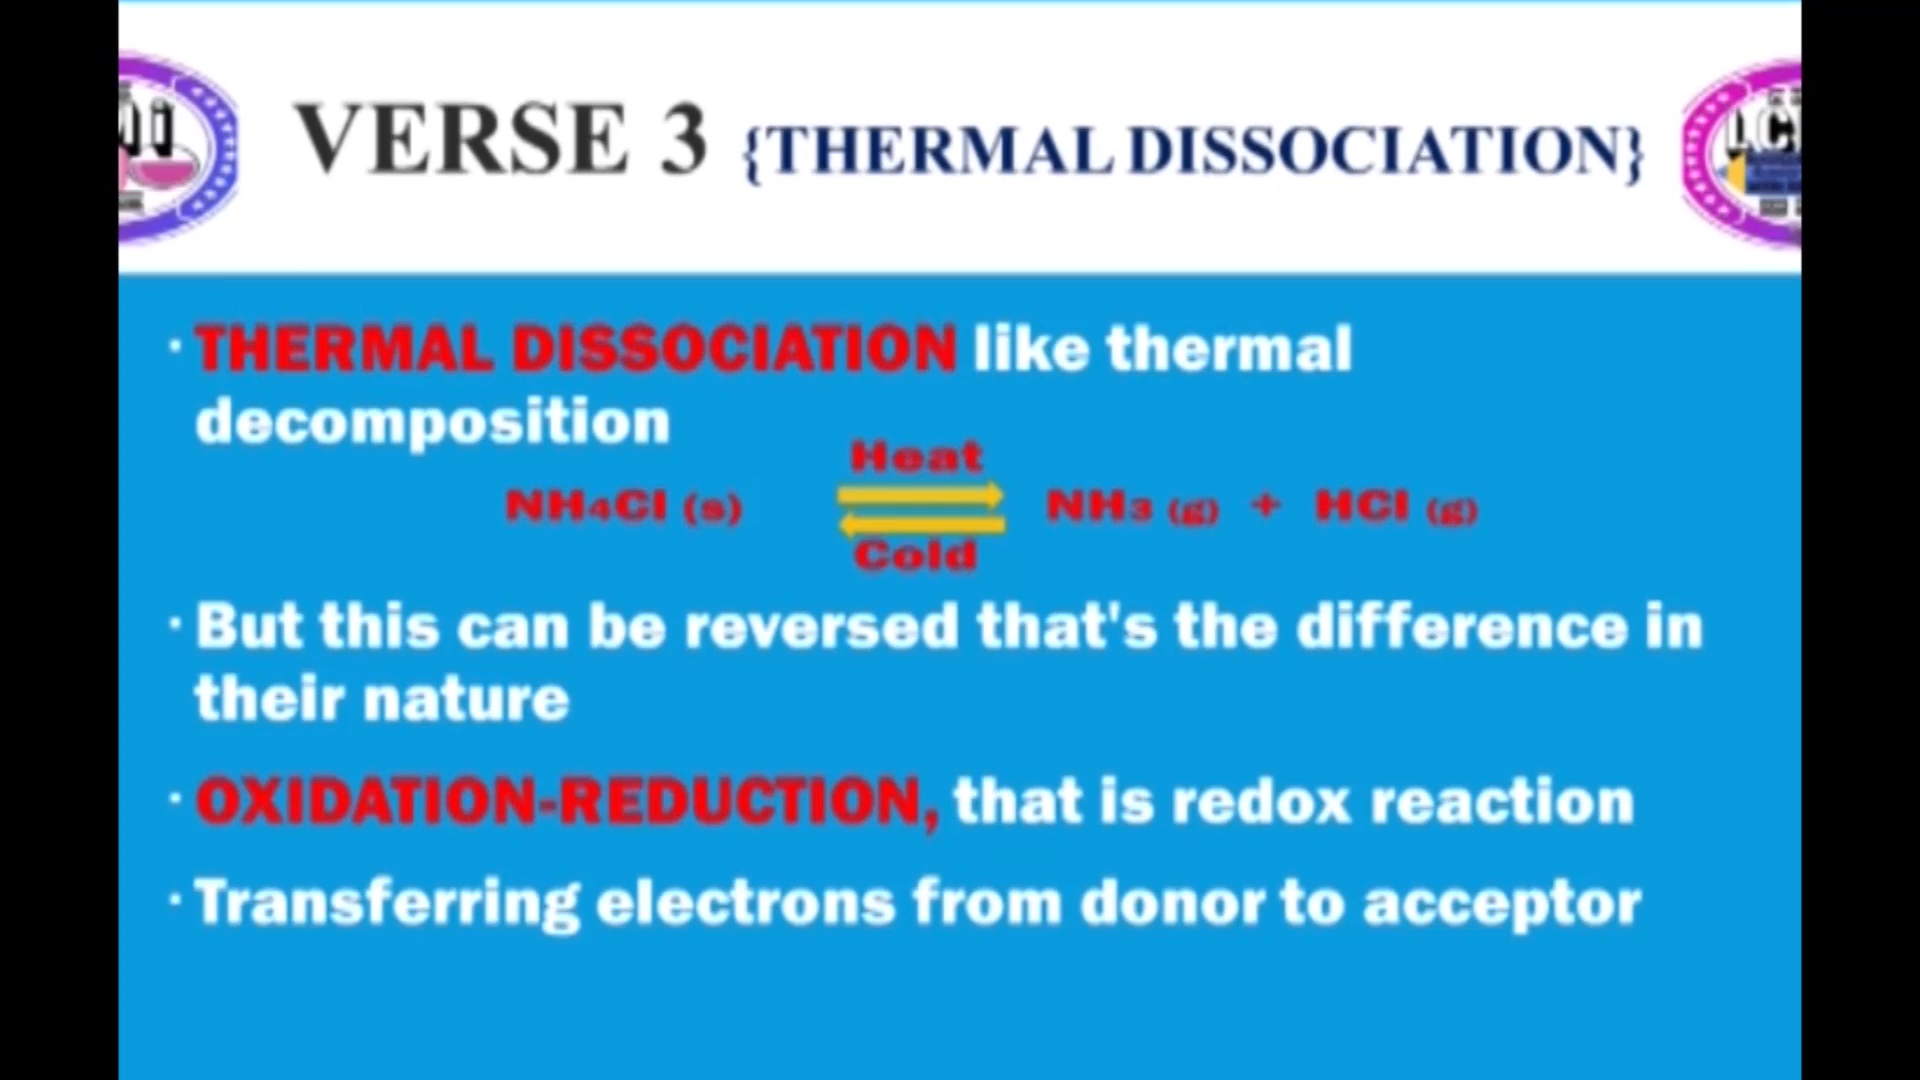 VERSE 3 {THERMAL DISSOCIATION}
· THERMAL DISSOCIATION like thermal
decomposition
Heat
NH4Cl (s) NH3 (g) + HCl (g)
Cold
· But this can be reversed that's the difference in
their nature
· OXIDATION-REDUCTION, that is redox reaction
· Transferring electrons from donor to acceptor